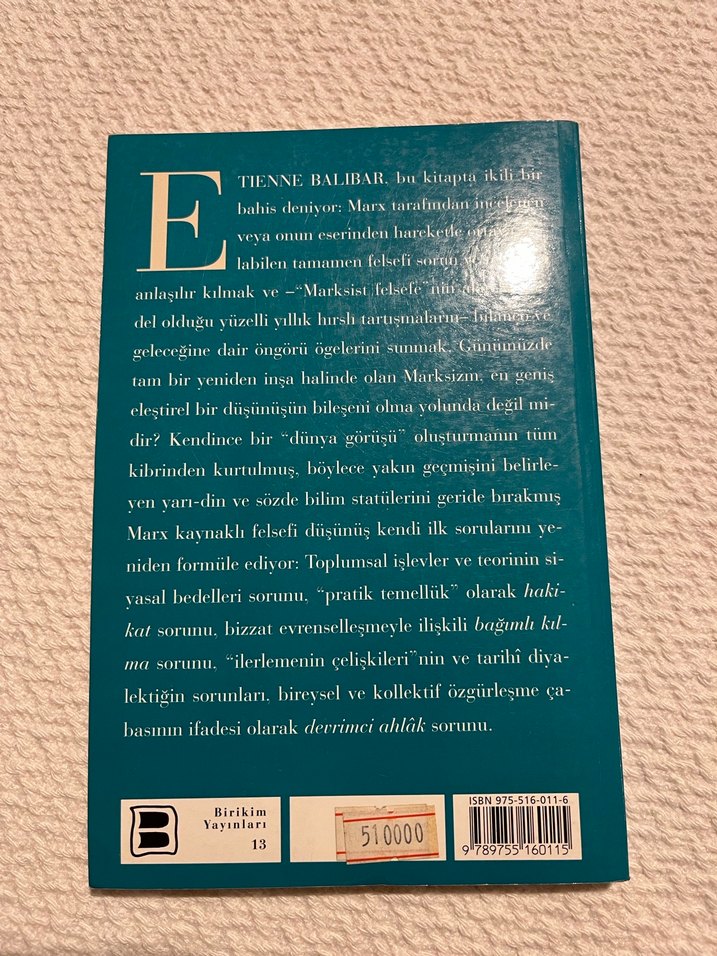 ETIENNE BALIBAR, bu kitapta ikili bir
bahis deniyor: Marx tarafından incelenen
veya onun eserinden hareketle orta
labilen tamamen felsefi sorun
anlaşılır kılmak ve –“Marksist felsefe”nin
del olduğu yüzelli yıllık hırslı tartışmaların– bilanço ve
geleceğine dair öngörü ögelerini sunmak. Günümüzde
tam bir yeniden inşa halinde olan Marksizm, en geniş
eleştirel bir düşünüşün bileşeni olma yolunda değil mi-
dir? Kendince bir “dünya görüşü” oluşturmanın tüm
kibrinden kurtulmuş, böylece yakın geçmişini belirle-
yen yarı-din ve sözde bilim statülerini geride bırakmış
Marx kaynaklı felsefi düşünüş kendi ilk sorularını ye-
niden formüle ediyor: Toplumsal işlevler ve teorinin si-
yasal bedelleri sorunu, “pratik temellük” olarak haki-
kat sorunu, bizzat evrenselleşmeyle ilişkili bağımlı kıl-
ma sorunu, “ilerlemenin çelişkileri”nin ve tarihî diya-
lektiğin sorunları, bireysel ve kollektif özgürleşme ça-
basının ifadesi olarak devrimci ahlâk sorunu.
Birikim
Yayınları
13
510000
ISBN 975-516-011-6
9 789755 160115